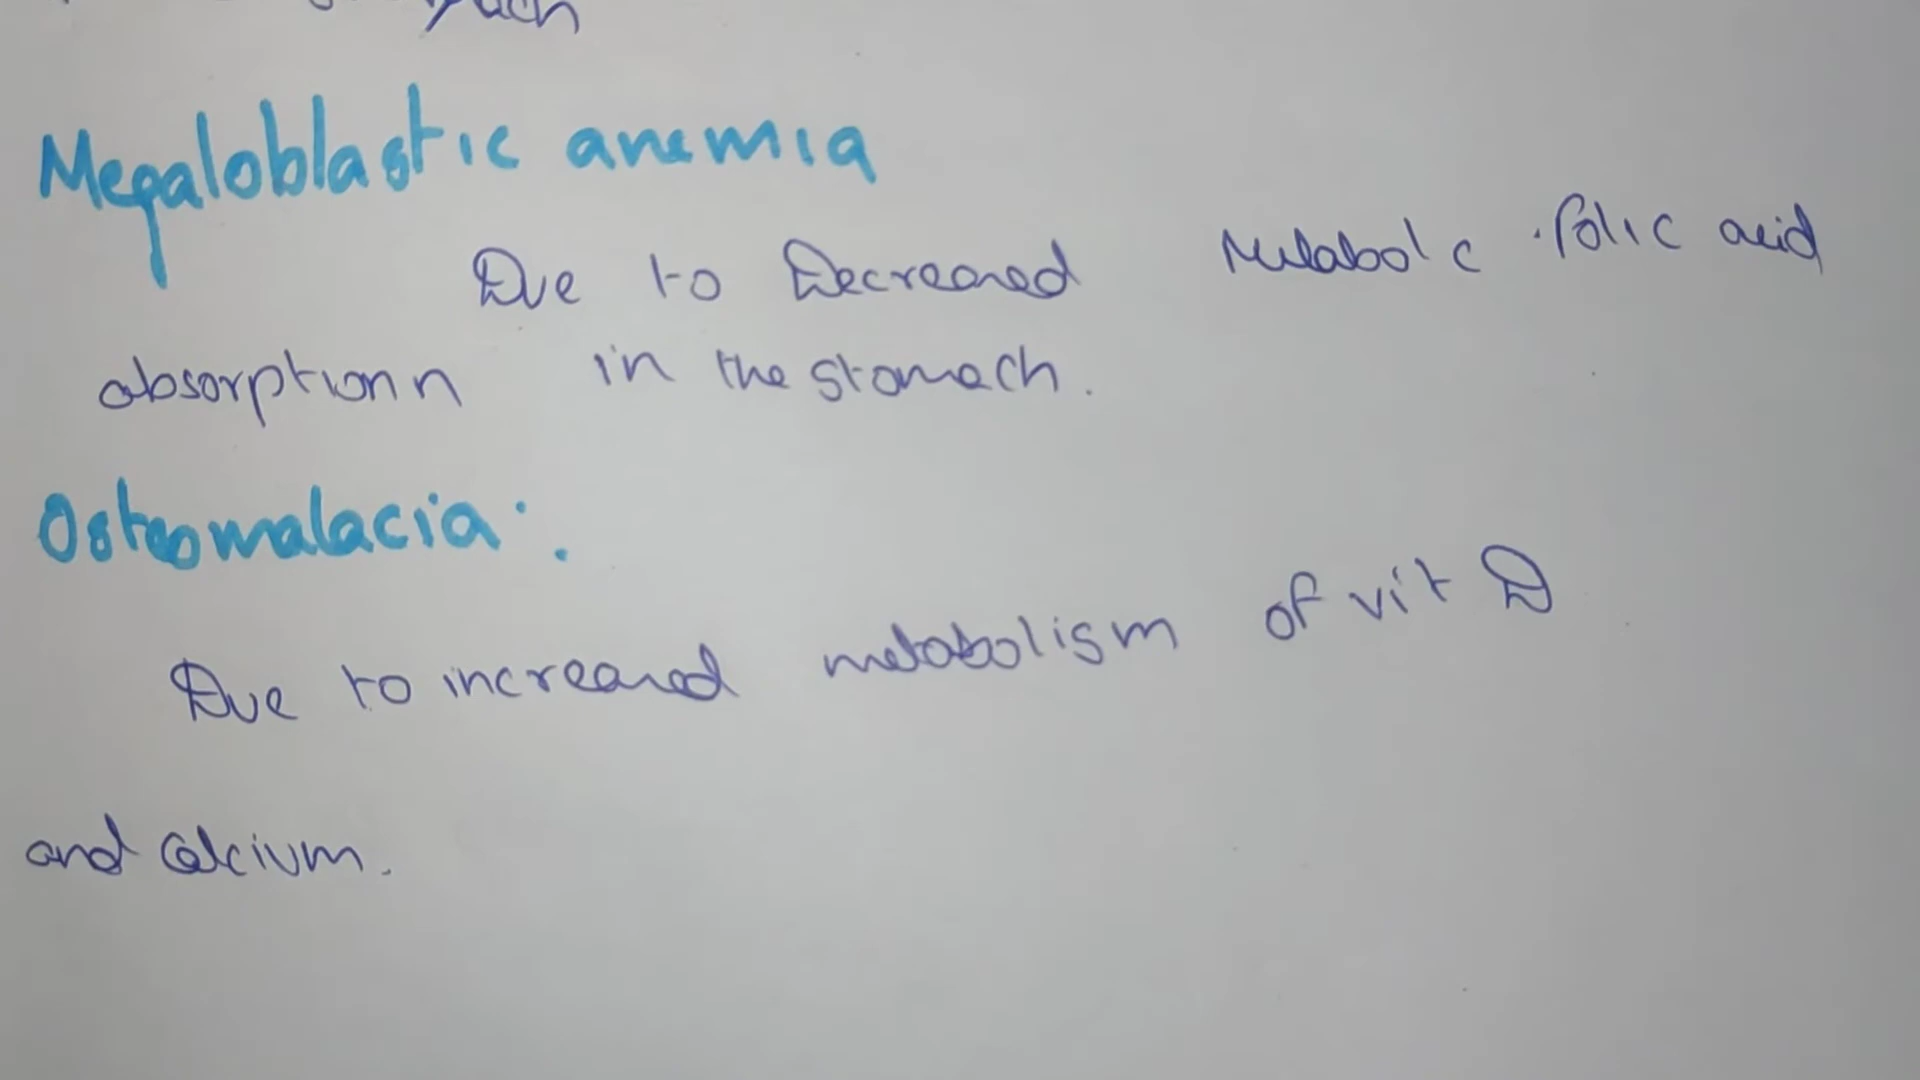 Megaloblastic anemia
Due to Decreased Metabolc folic acid
absorptionn in the stomach.
Osteomalacia:
Due to increased metabolism of vit D
and calcium.